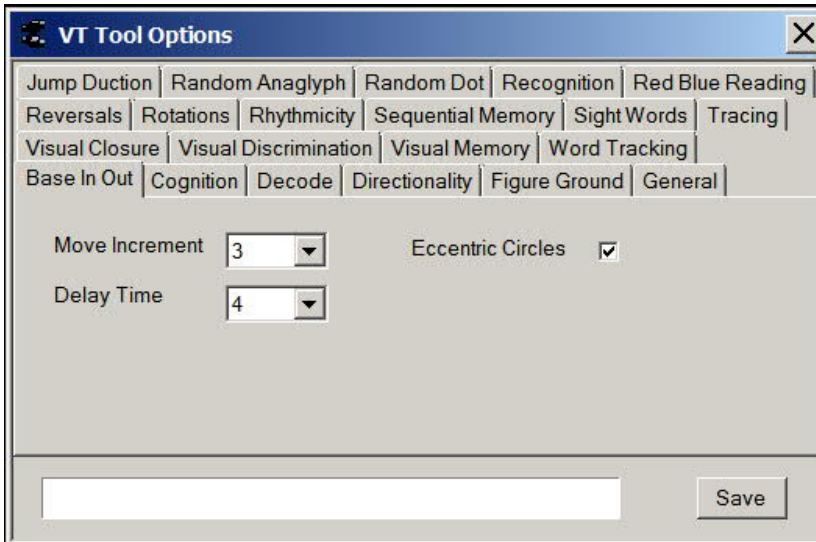 VT Tool Options
Jump Duction Random Anaglyph Random Dot Recognition Red Blue Reading
Reversals Rotations Rhythmicity Sequential Memory Sight Words Tracing
Visual Closure Visual Discrimination Visual Memory Word Tracking
Base In Out Cognition Decode Directionality Figure Ground General
Move Increment 3 Eccentric Circles
Delay Time 4
Save